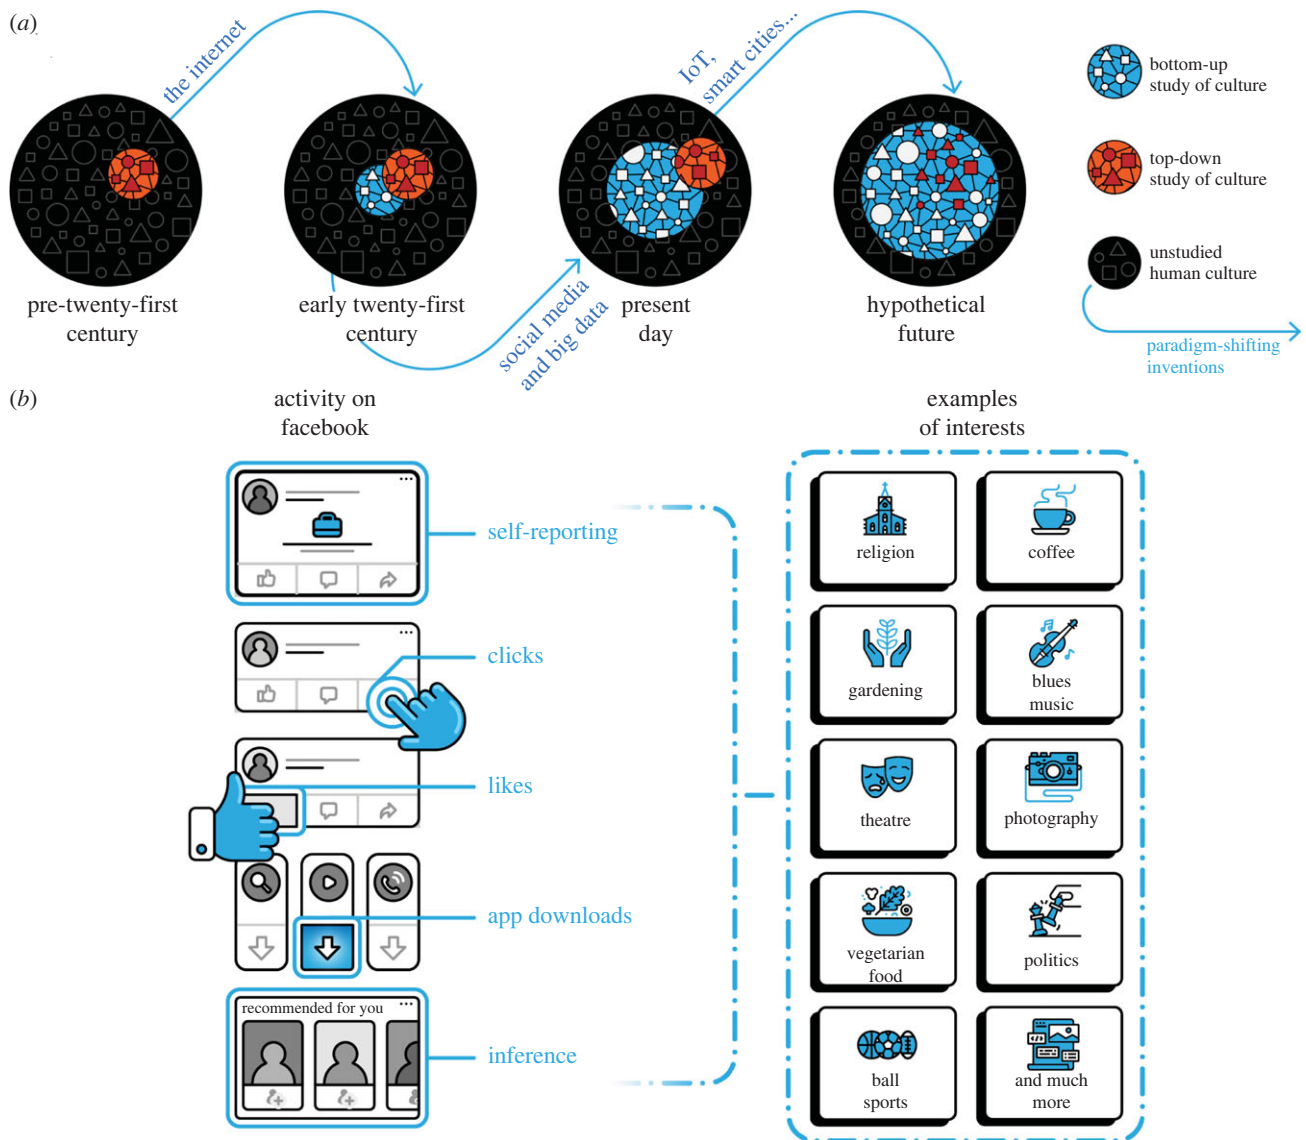 (a)
the internet
IoT,
smart cities...
bottom-up
study of culture
top-down
study of culture
unstudied
human culture
pre-twenty-first
century
early twenty-first
century
social media
and big data
present
day
hypothetical
future
paradigm-shifting
inventions
(b)
activity on
facebook
examples
of interests
self-reporting
clicks
likes
app downloads
recommended for you
inference
religion
coffee
gardening
blues
music
theatre
photography
vegetarian
food
politics
ball
sports
and much
more